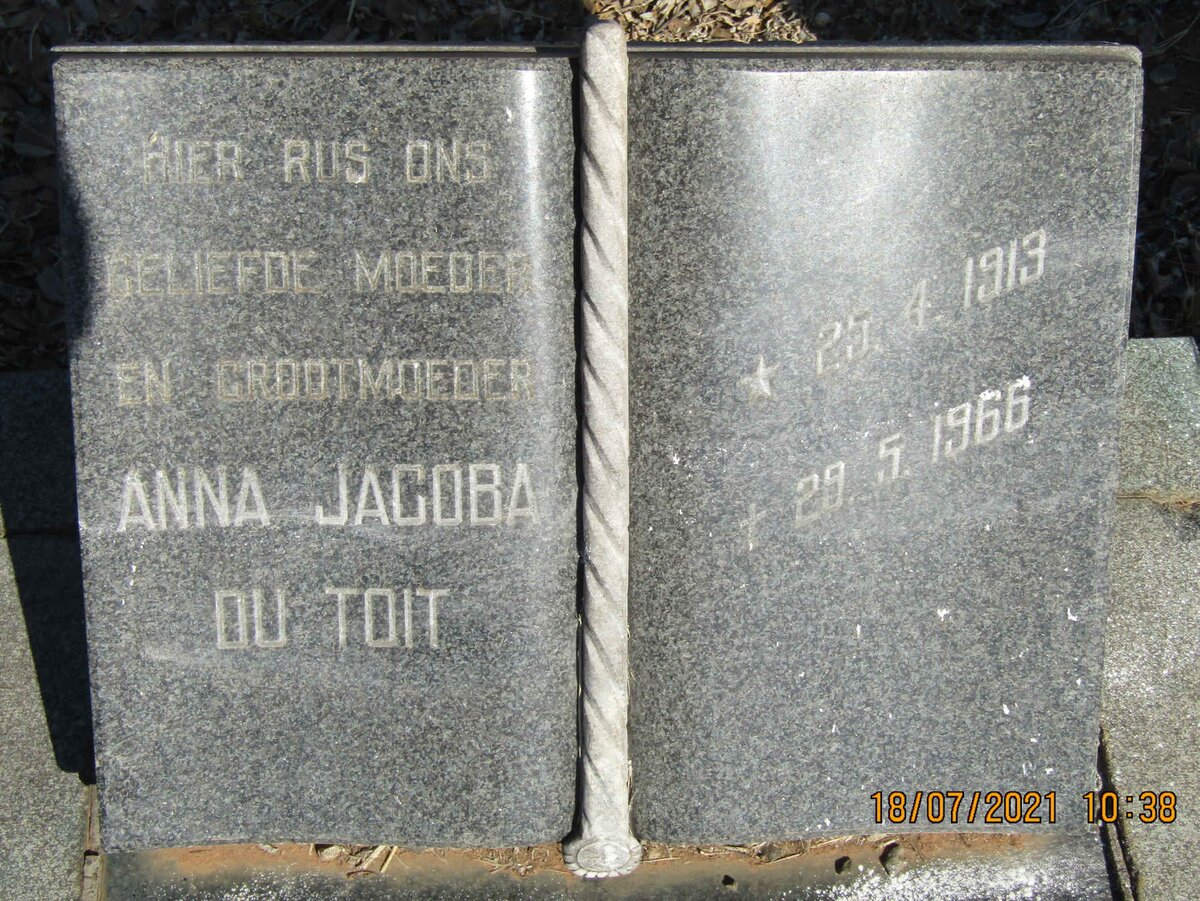 HIER RUS ONS
GELIEFDE MOEDER
EN GROOTMOEDER
ANNA JACOBA
DU TOIT
★ 25. 4. 1913
† 29. 5. 1966
18/07/2021 10:38